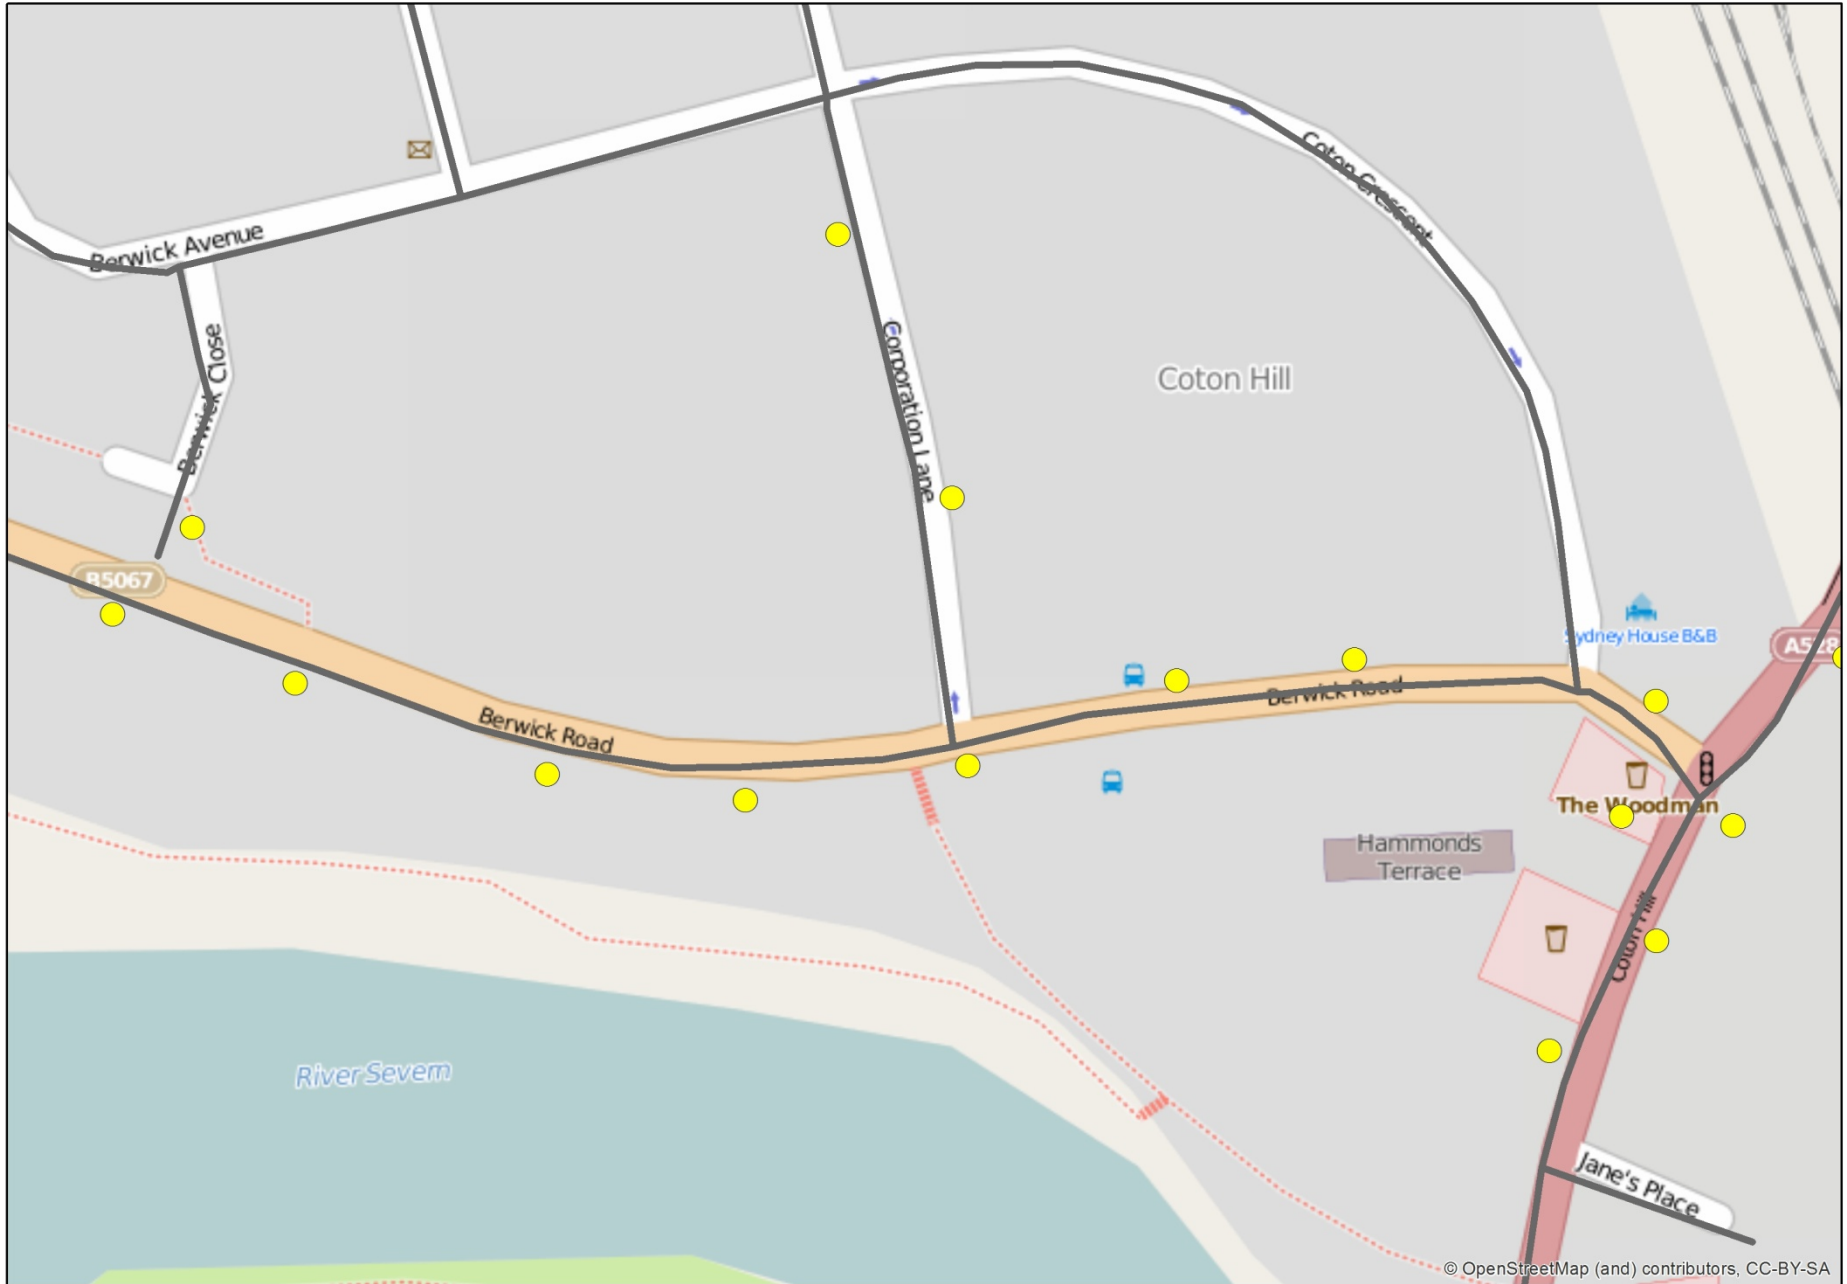 Coton Crescent
Berwick Avenue
Berwick Close
Corporation Lane
Coton Hill
B5067
Sydney House B&B
A528
Berwick Road
Berwick Road
The Woodman
Hammonds
Terrace
Coton Hill
River Severn
Jane's Place
© OpenStreetMap (and) contributors, CC-BY-SA